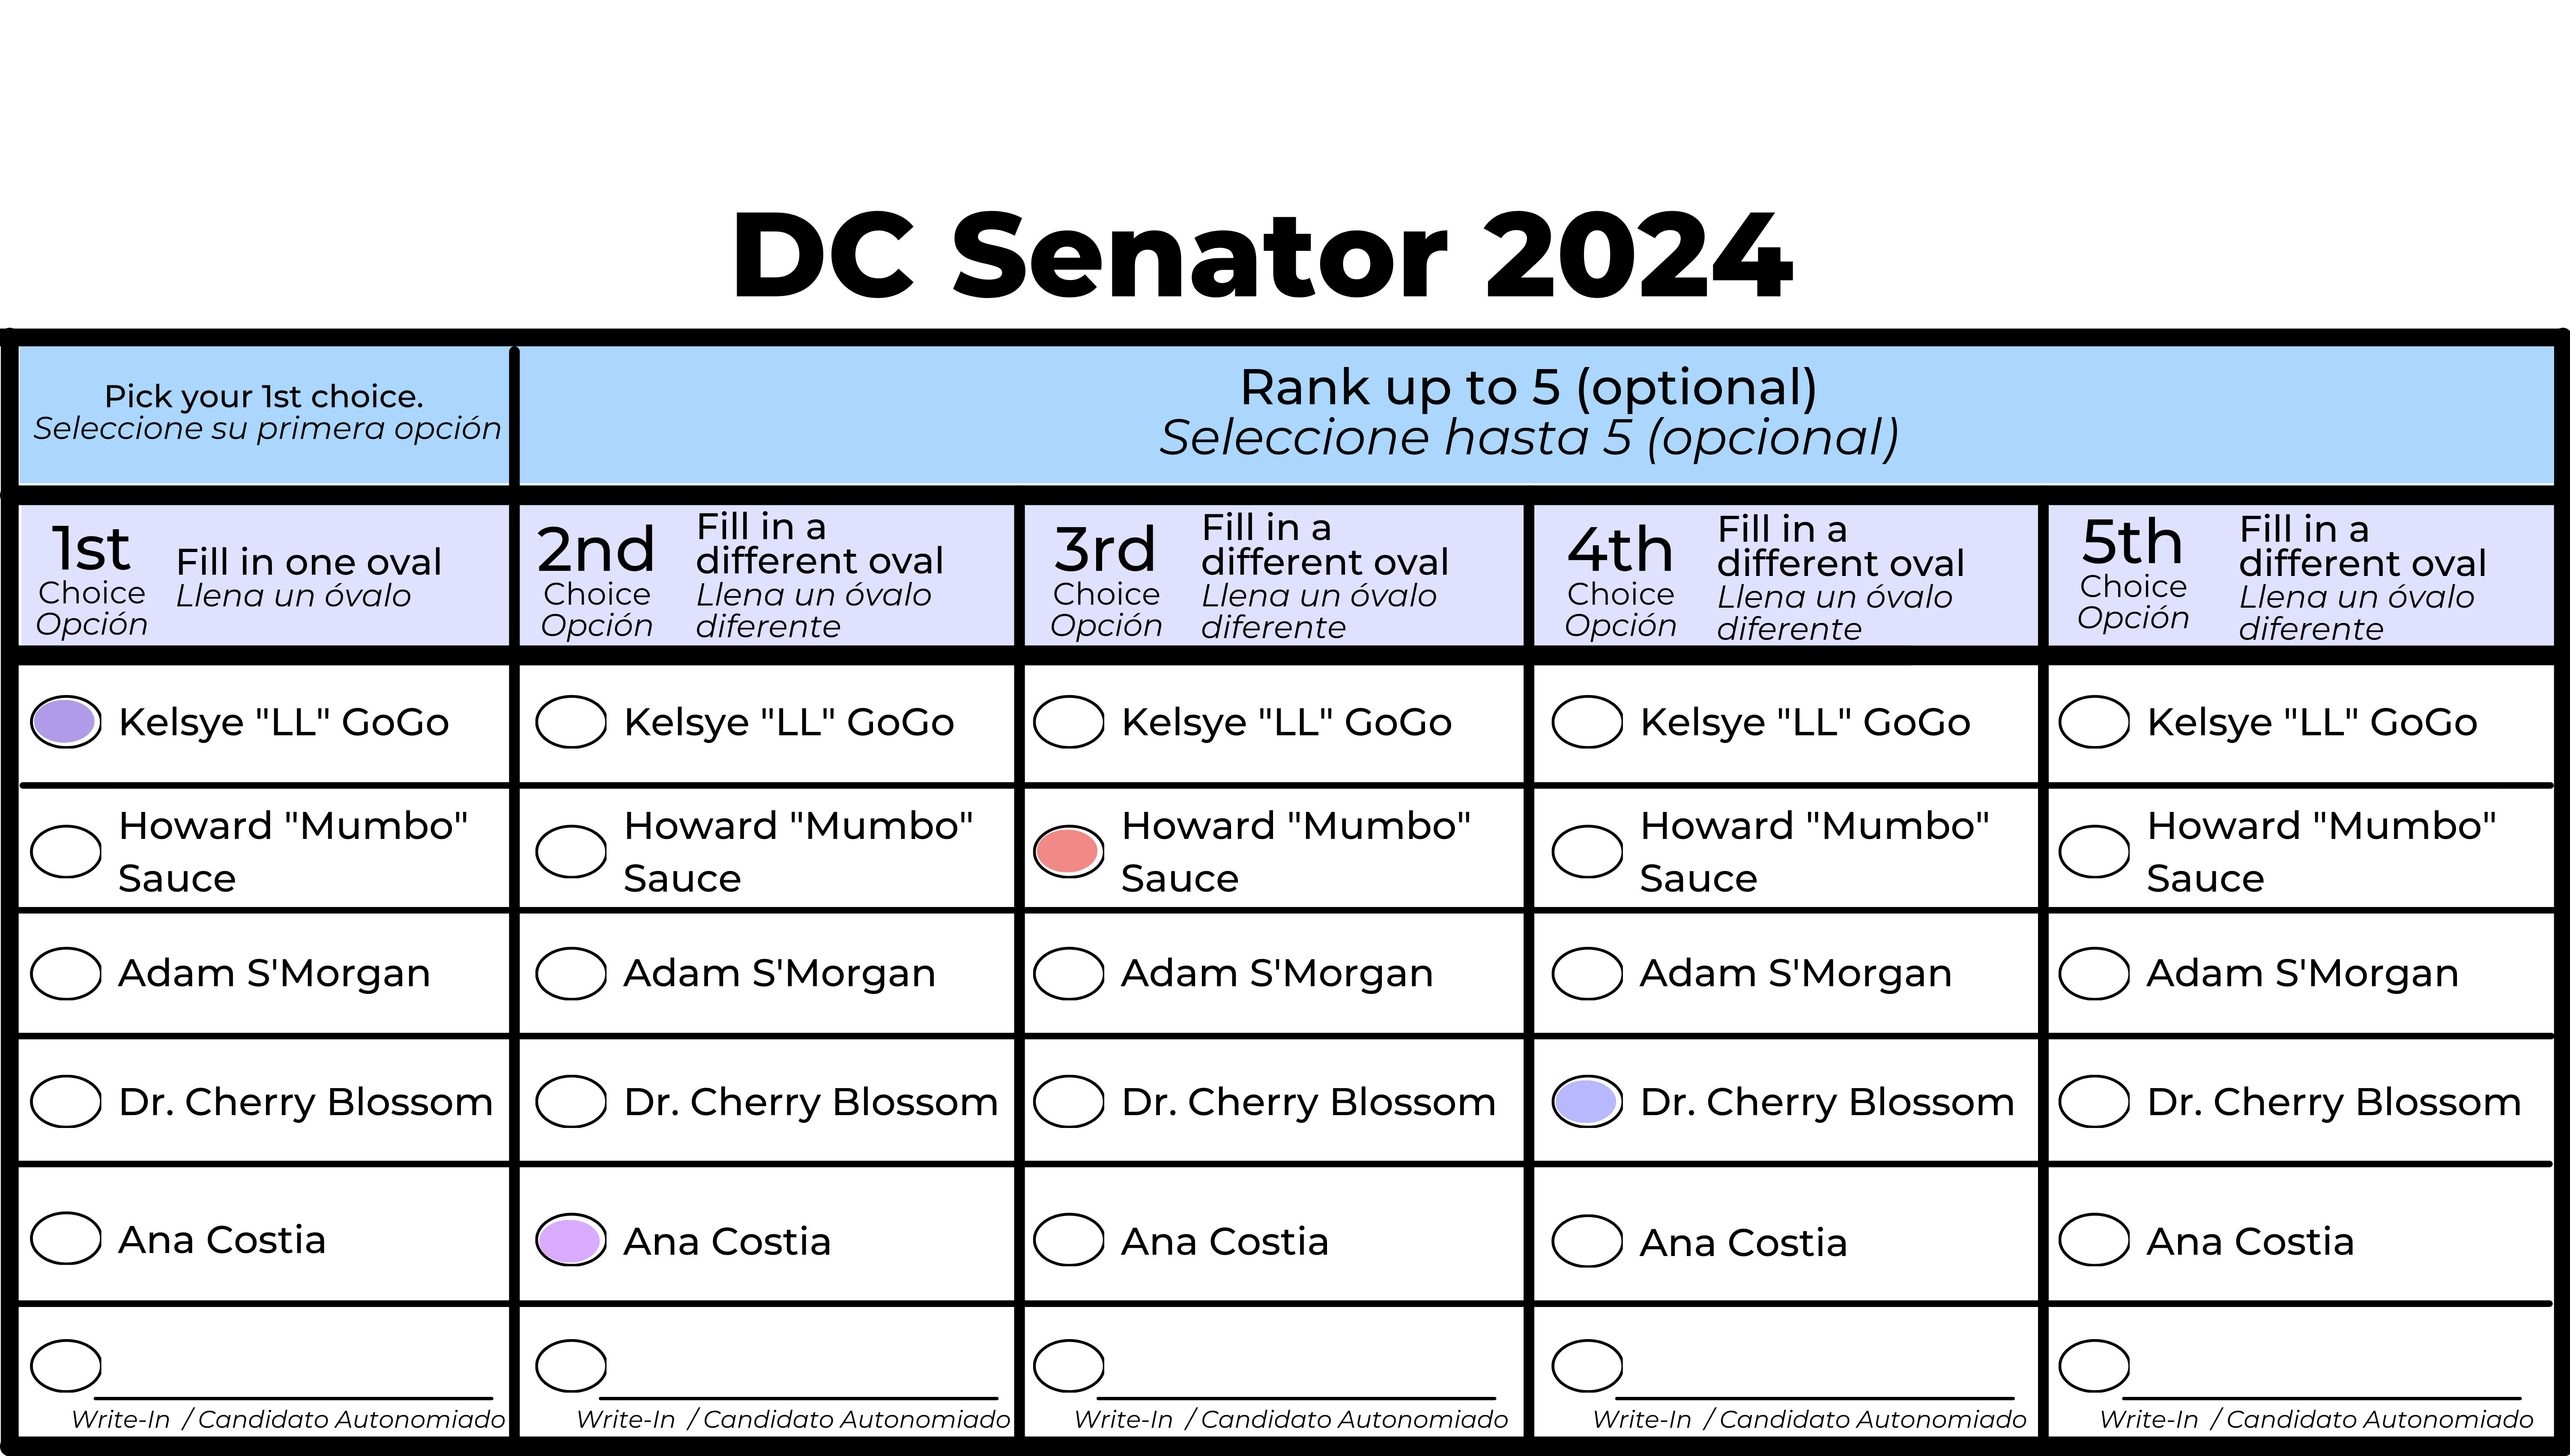 DC Senator 2024
Pick your 1st choice.
Seleccione su primera opción
Rank up to 5 (optional)
Seleccione hasta 5 (opcional)
1st
Choice
Opción
Fill in one oval
Llena un óvalo
2nd
Choice
Opción
Fill in a
different oval
Llena un óvalo
diferente
3rd
Choice
Opción
Fill in a
different oval
Llena un óvalo
diferente
4th
Choice
Opción
Fill in a
different oval
Llena un óvalo
diferente
5th
Choice
Opción
Fill in a
different oval
Llena un óvalo
diferente
Kelsye "LL" GoGo
Kelsye "LL" GoGo
Kelsye "LL" GoGo
Kelsye "LL" GoGo
Kelsye "LL" GoGo
Howard "Mumbo"
Sauce
Howard "Mumbo"
Sauce
Howard "Mumbo"
Sauce
Howard "Mumbo"
Sauce
Howard "Mumbo"
Sauce
Adam S'Morgan
Adam S'Morgan
Adam S'Morgan
Adam S'Morgan
Adam S'Morgan
Dr. Cherry Blossom
Dr. Cherry Blossom
Dr. Cherry Blossom
Dr. Cherry Blossom
Dr. Cherry Blossom
Ana Costia
Ana Costia
Ana Costia
Ana Costia
Ana Costia
Write-In / Candidato Autonomiado
Write-In / Candidato Autonomiado
Write-In / Candidato Autonomiado
Write-In / Candidato Autonomiado
Write-In / Candidato Autonomiado